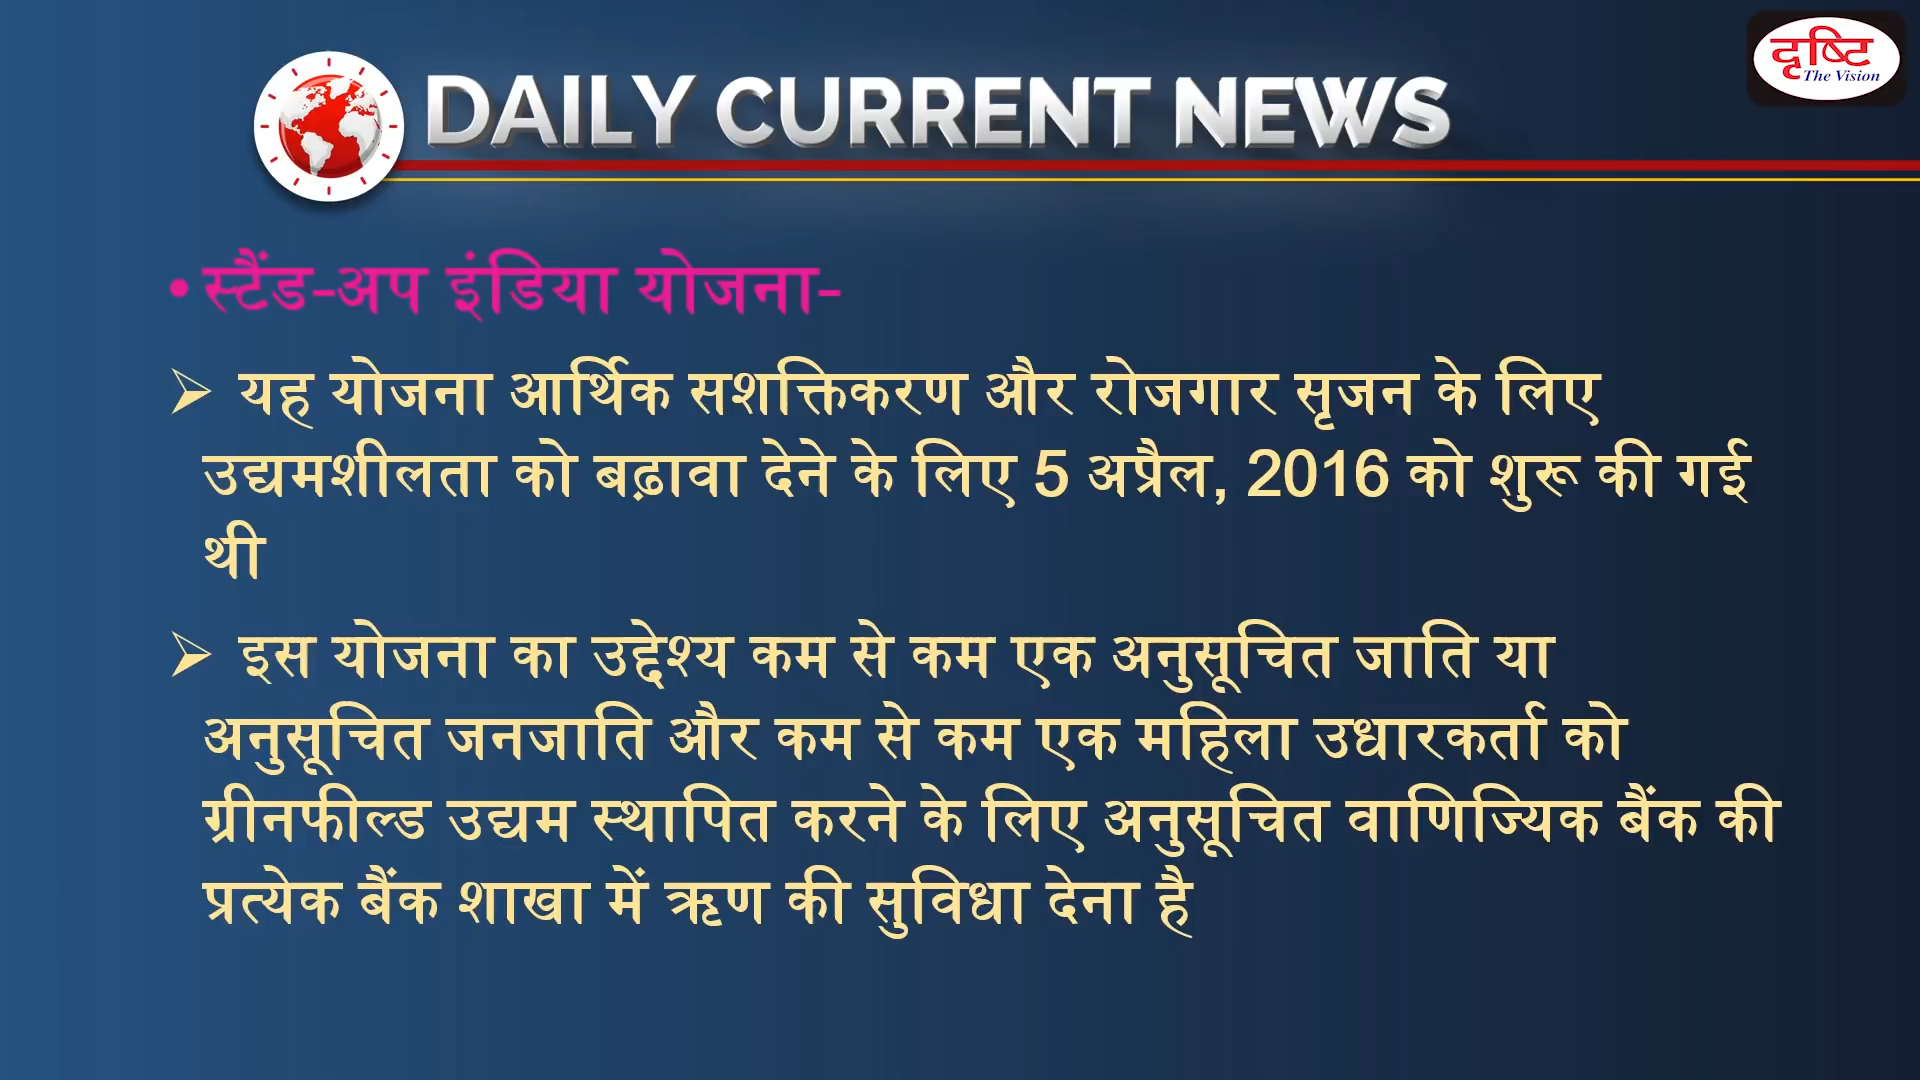 दृष्टि
The Vision
DAILY CURRENT NEWS
• स्टैंड-अप इंडिया योजना-
➢ यह योजना आर्थिक सशक्तिकरण और रोजगार सृजन के लिए
उद्यमशीलता को बढ़ावा देने के लिए 5 अप्रैल, 2016 को शुरू की गई
थी
➢ इस योजना का उद्देश्य कम से कम एक अनुसूचित जाति या
अनुसूचित जनजाति और कम से कम एक महिला उधारकर्ता को
ग्रीनफील्ड उद्यम स्थापित करने के लिए अनुसूचित वाणिज्यिक बैंक की
प्रत्येक बैंक शाखा में ऋण की सुविधा देना है